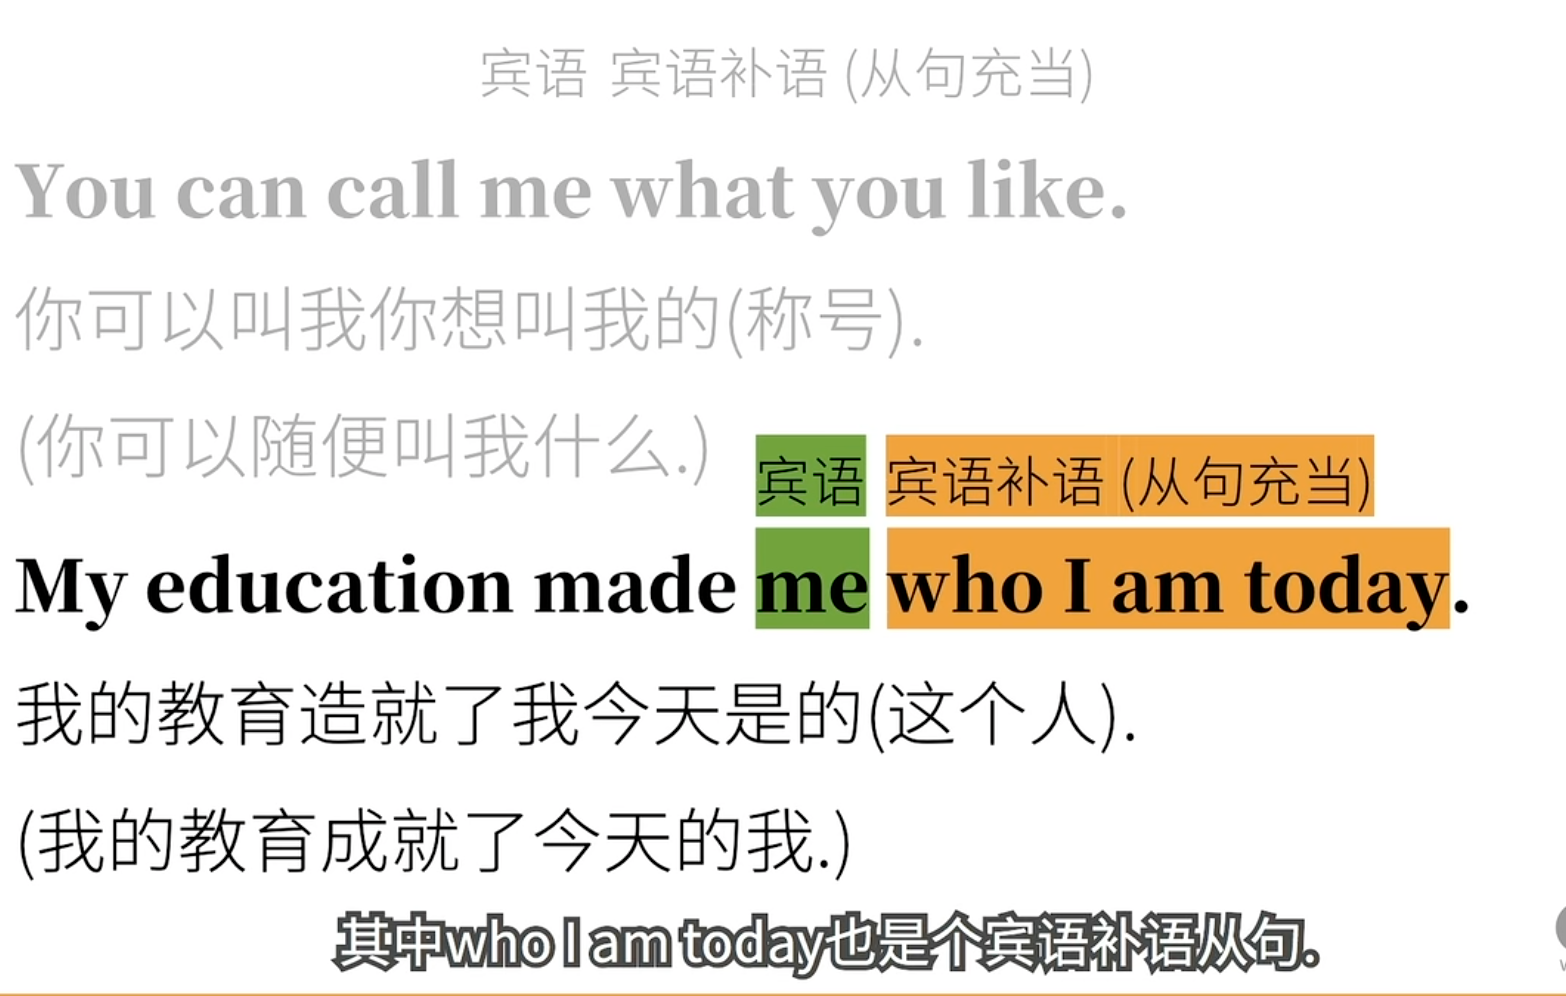 宾语 宾语补语 (从句充当)
You can call me what you like.
你可以叫我你想叫我的(称号).
(你可以随便叫我什么.)
宾语 宾语补语 (从句充当)
My education made me who I am today.
我的教育造就了我今天是的(这个人).
(我的教育成就了今天的我.)
其中who I am today也是个宾语补语从句.